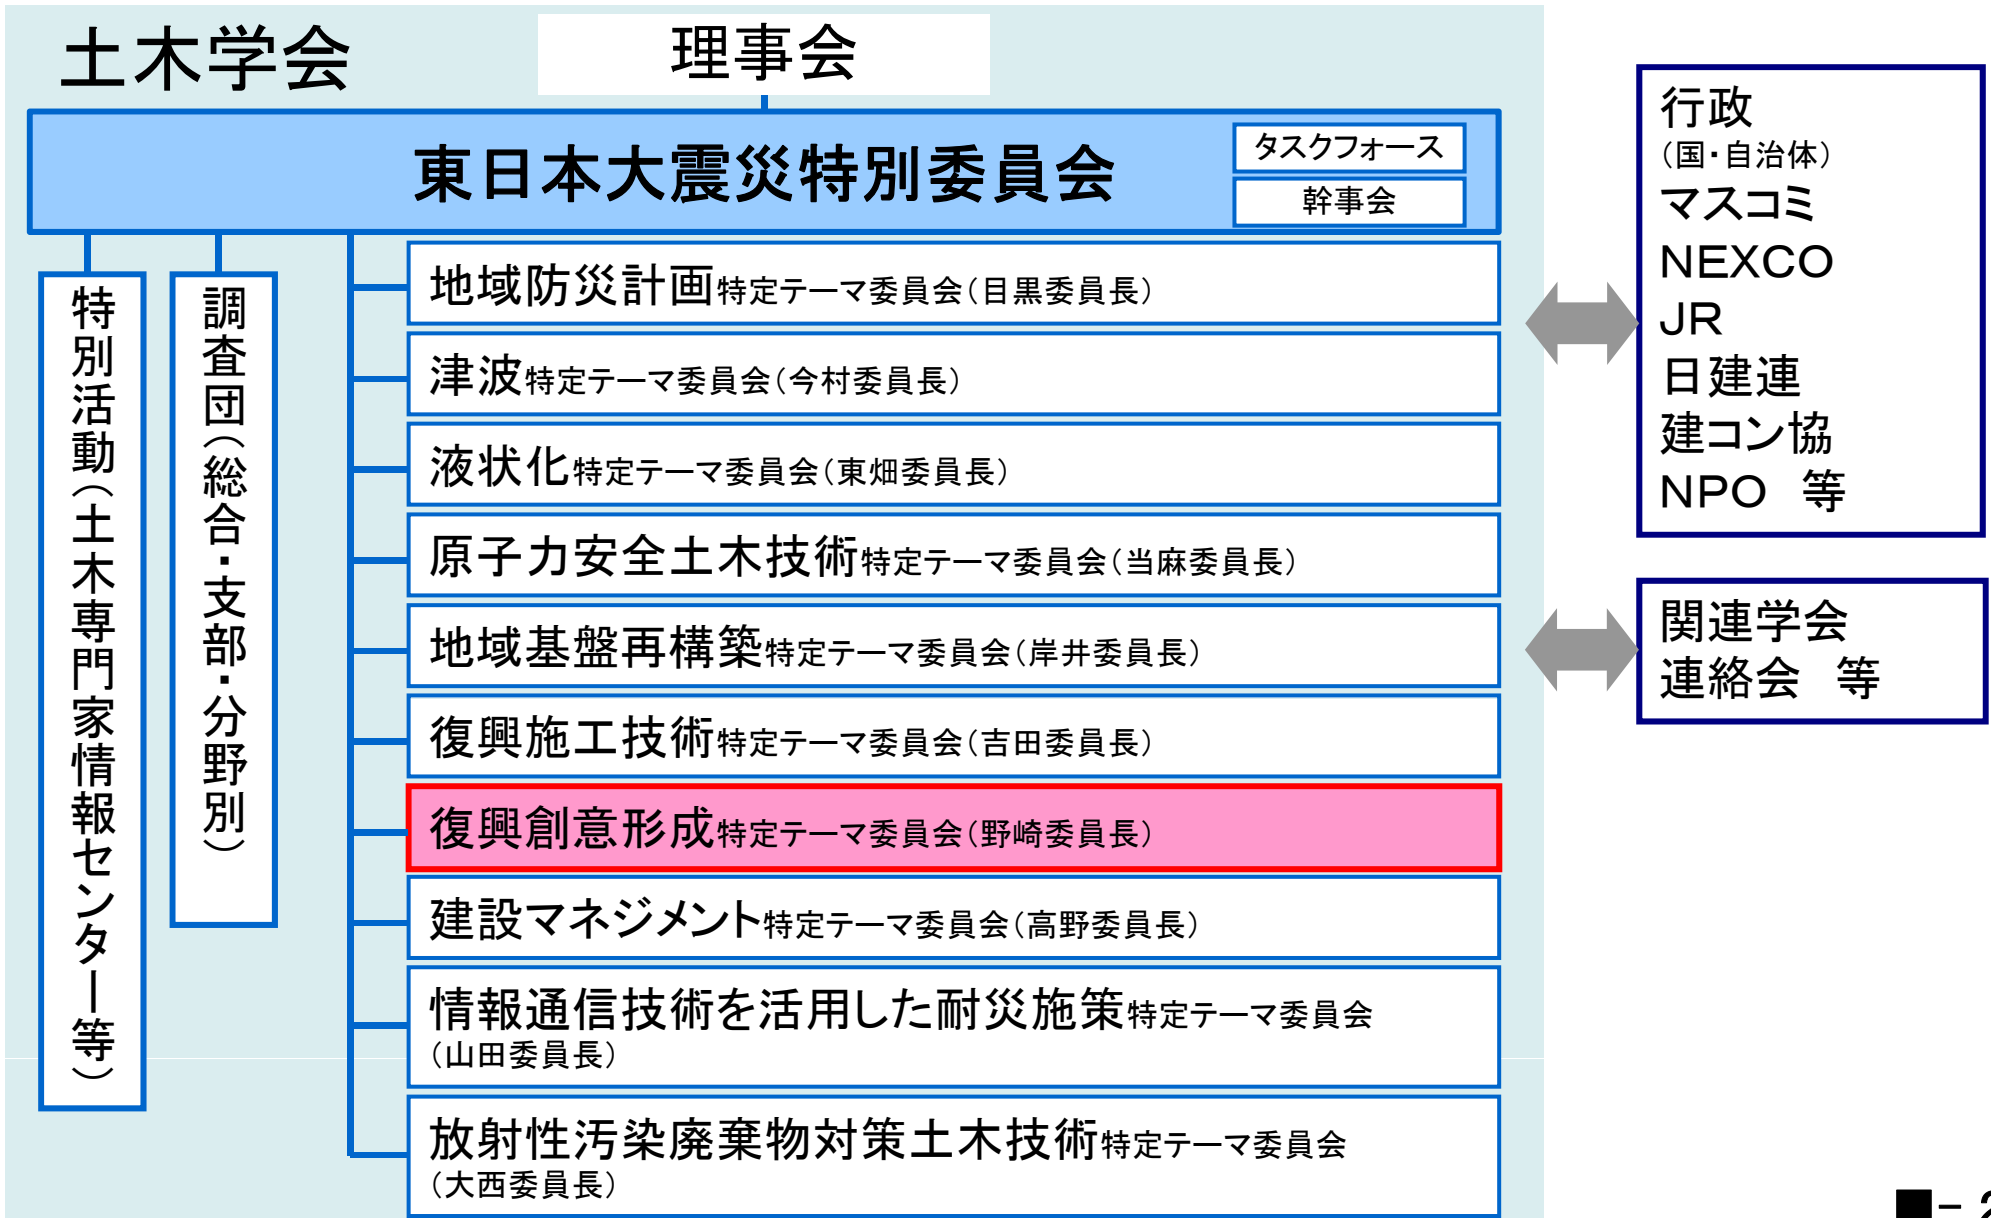 土木学会
理事会
東日本大震災特別委員会
タスクフォース
幹事会
特別活動（土木専門家情報センター等）
調査団（総合・支部・分野別）
地域防災計画特定テーマ委員会（目黒委員長）
津波特定テーマ委員会（今村委員長）
液状化特定テーマ委員会（東畑委員長）
原子力安全土木技術特定テーマ委員会（当麻委員長）
地域基盤再構築特定テーマ委員会（岸井委員長）
復興施工技術特定テーマ委員会（吉田委員長）
復興創意形成特定テーマ委員会（野崎委員長）
建設マネジメント特定テーマ委員会（高野委員長）
情報通信技術を活用した耐災施策特定テーマ委員会
（山田委員長）
放射性汚染廃棄物対策土木技術特定テーマ委員会
（大西委員長）
行政
（国・自治体）
マスコミ
NEXCO
JR
日建連
建コン協
NPO　等
関連学会
連絡会　等
■- 2